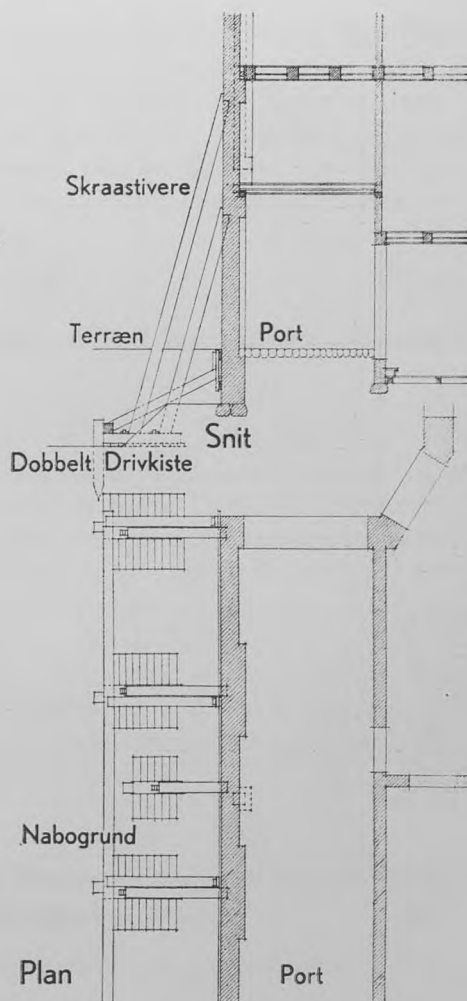 Skraastivere
Terræn
Port
Snit
Dobbelt Drivkiste
Nabogrund
Plan
Port